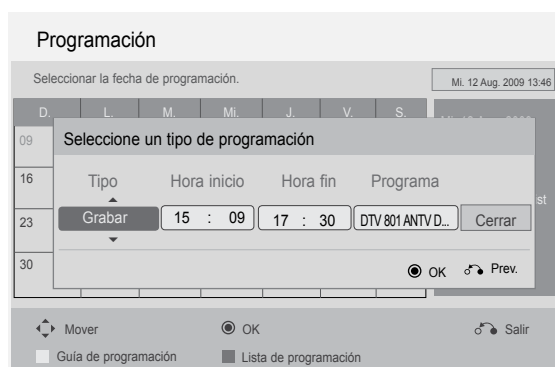 Programación
Seleccionar la fecha de programación.
Mi. 12 Aug. 2009 13:46
D. L. M. Mi. J. V. S.
09
Seleccione un tipo de programación
16
Tipo Hora inicio Hora fin Programa
23
Grabar 15 : 09 17 : 30 DTV 801 ANTV D... Cerrar
30
OK Prev.
Mover OK Salir
Guía de programación Lista de programación